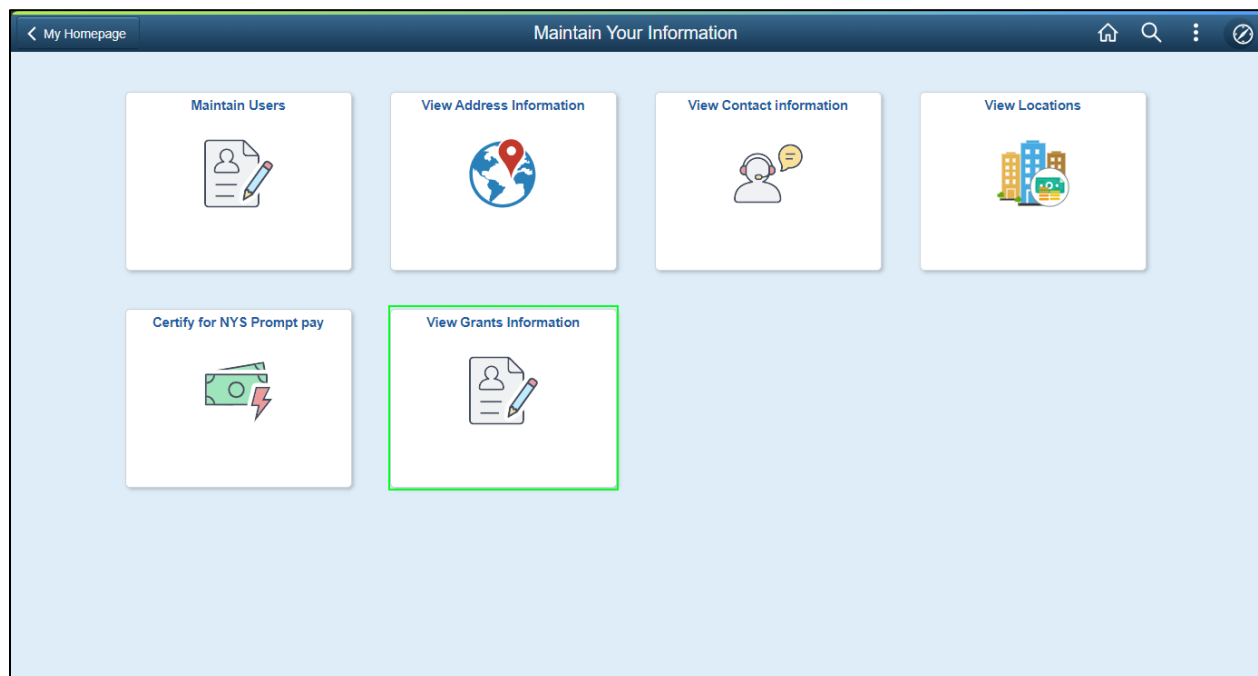 My Homepage
Maintain Your Information
Maintain Users
View Address Information
View Contact information
View Locations
Certify for NYS Prompt pay
View Grants Information